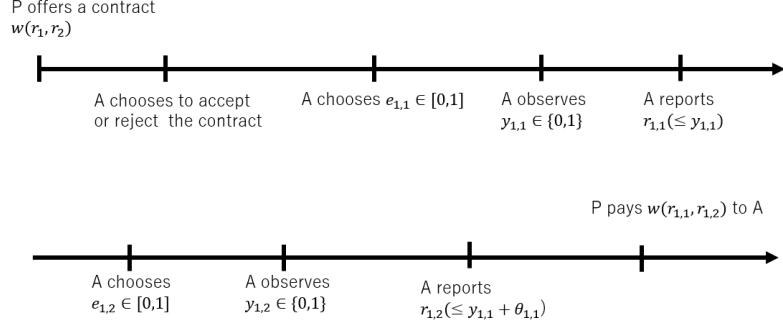 P offers a contract
w(r₁, r₂)
A chooses to accept
or reject the contract
A chooses e₁,₁ ∈ [0,1]
A observes
y₁,₁ ∈ {0,1}
A reports
r₁,₁(≤ y₁,₁)
P pays w(r₁,₁, r₁,₂) to A
A chooses
e₁,₂ ∈ [0,1]
A observes
y₁,₂ ∈ {0,1}
A reports
r₁,₂(≤ y₁,₁ + θ₁,₁)